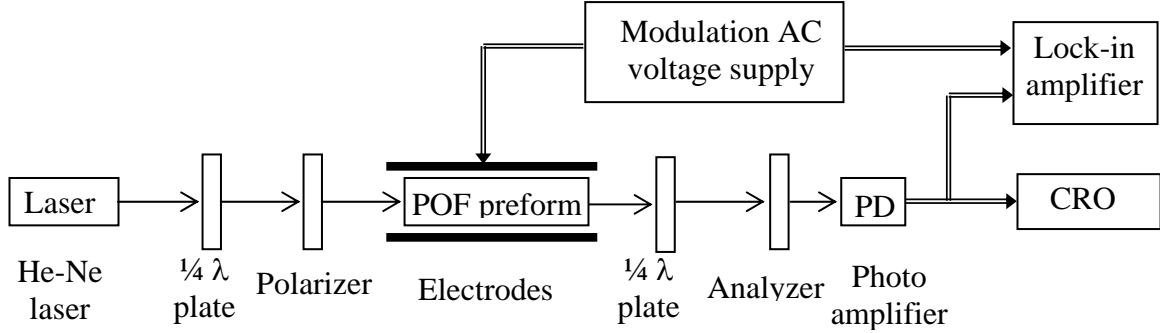 Modulation AC
voltage supply
Lock-in
amplifier
Laser
POF preform
PD
CRO
He-Ne
laser
¼ λ
plate
Polarizer
Electrodes
¼ λ
plate
Analyzer
Photo
amplifier